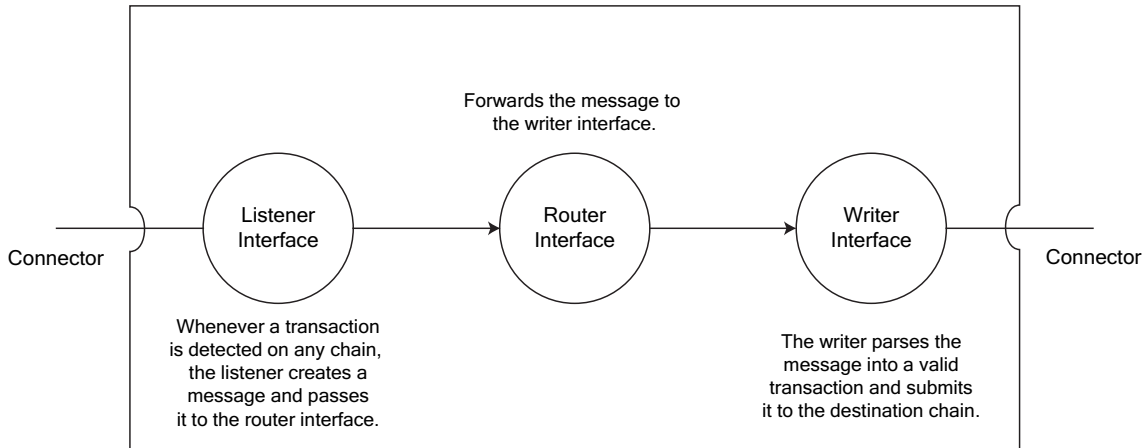 Forwards the message to
the writer interface.
Listener
Interface
Router
Interface
Writer
Interface
Connector
Connector
Whenever a transaction
is detected on any chain,
the listener creates a
message and passes
it to the router interface.
The writer parses the
message into a valid
transaction and submits
it to the destination chain.